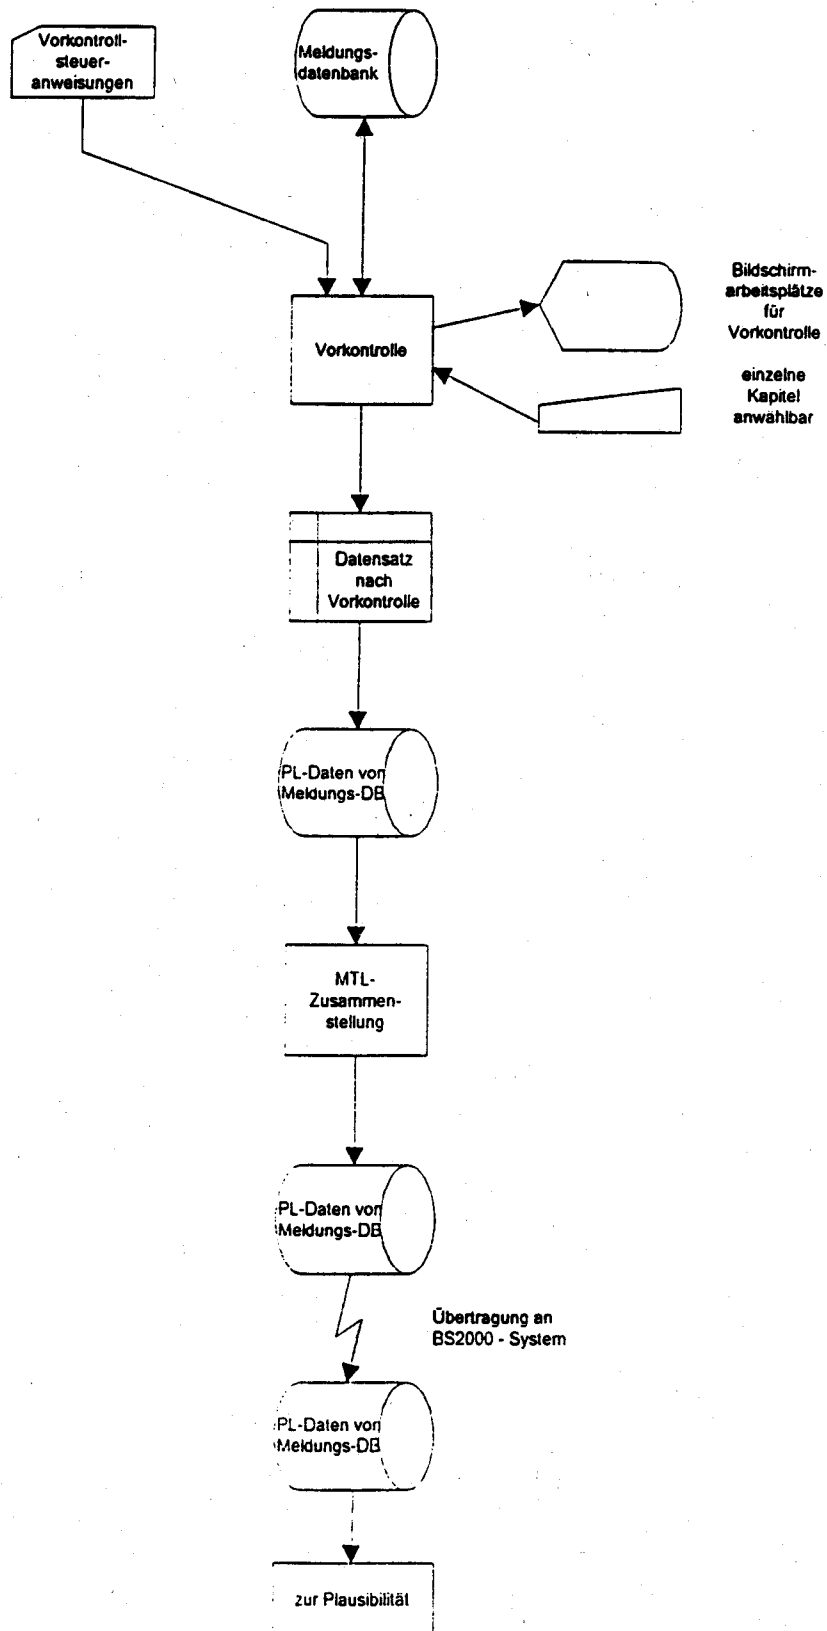 Vorkontroll-
steuer-
anweisungen
Meldungs-
datenbank
Bildschirm-
arbeitsplätze
für
Vorkontrolle
Vorkontrolle
einzelne
Kapitel
anwählbar
Datensatz
nach
Vorkontrolle
PL-Daten von
Meldungs-DB
MTL-
Zusammen-
stellung
PL-Daten von
Meldungs-DB
Übertragung an
BS2000 - System
PL-Daten von
Meldungs-DB
zur Plausibilität